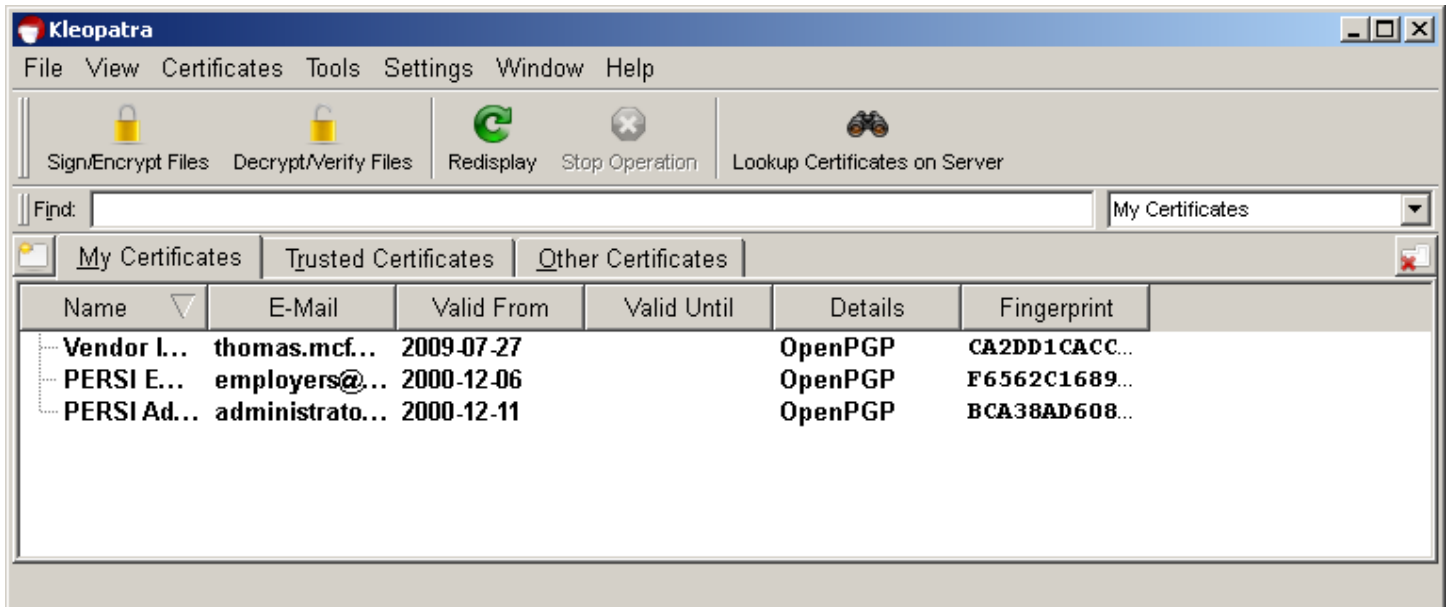 Kleopatra
File View Certificates Tools Settings Window Help
Sign/Encrypt Files Decrypt/Verify Files Redisplay Stop Operation Lookup Certificates on Server
Find: My Certificates
My Certificates Trusted Certificates Other Certificates
Name E-Mail Valid From Valid Until Details Fingerprint
Vendor I... thomas.mcf... 2009-07-27 OpenPGP CA2DD1CACC...
PERSI E... employers@... 2000-12-06 OpenPGP F6562C1689...
PERSI Ad... administrato... 2000-12-11 OpenPGP BCA38AD608...